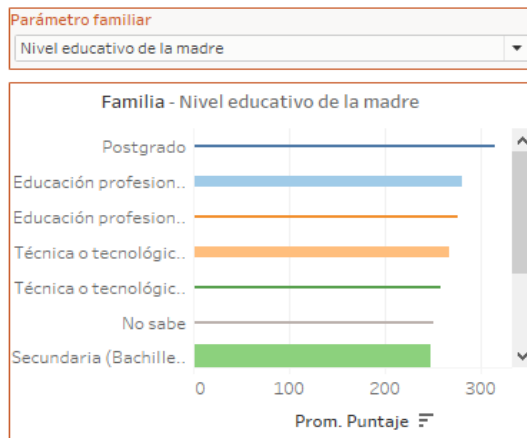 Parámetro familiar
Nivel educativo de la madre
Familia - Nivel educativo de la madre
Postgrado
Educación profesion..
Educación profesion..
Técnica o tecnológic..
Técnica o tecnológic..
No sabe
Secundaria (Bachille..
0 100 200 300
Prom. Puntaje